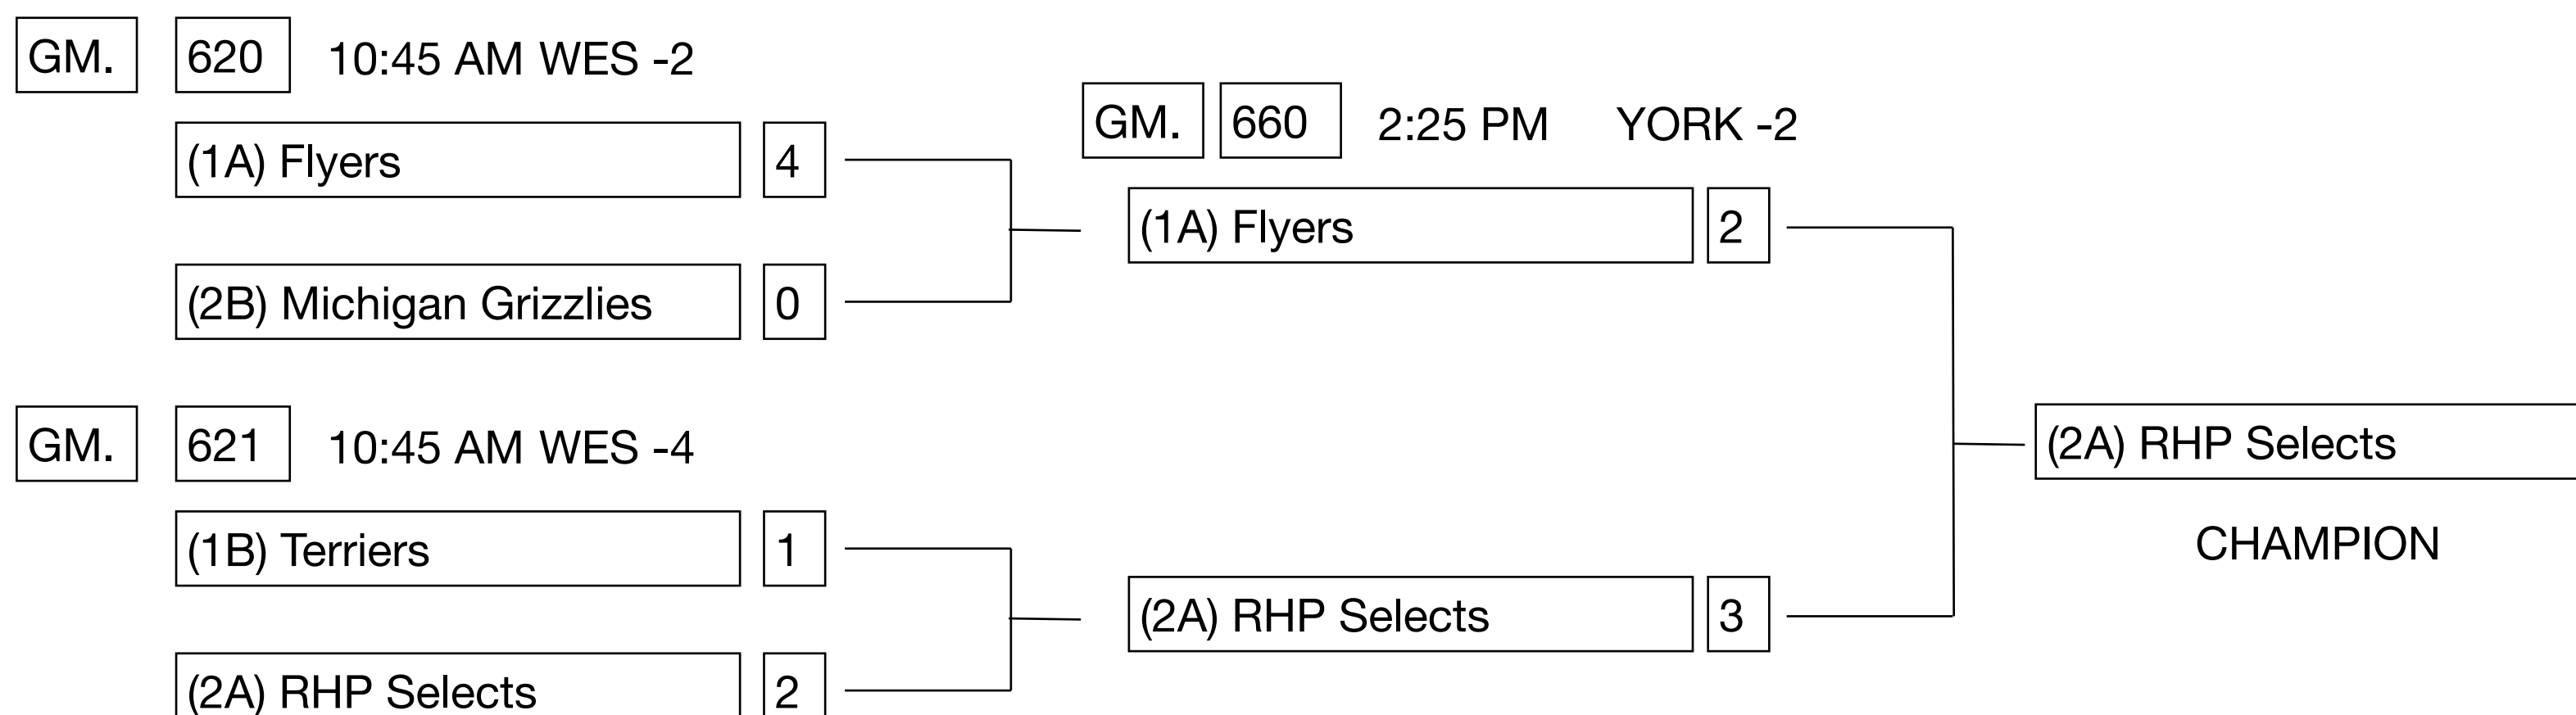 GM. 620 10:45 AM WES -2
(1A) Flyers 4
(2B) Michigan Grizzlies 0
GM. 621 10:45 AM WES -4
(1B) Terriers 1
(2A) RHP Selects 2
GM. 660 2:25 PM YORK -2
(1A) Flyers 2
(2A) RHP Selects 3
(2A) RHP Selects
CHAMPION